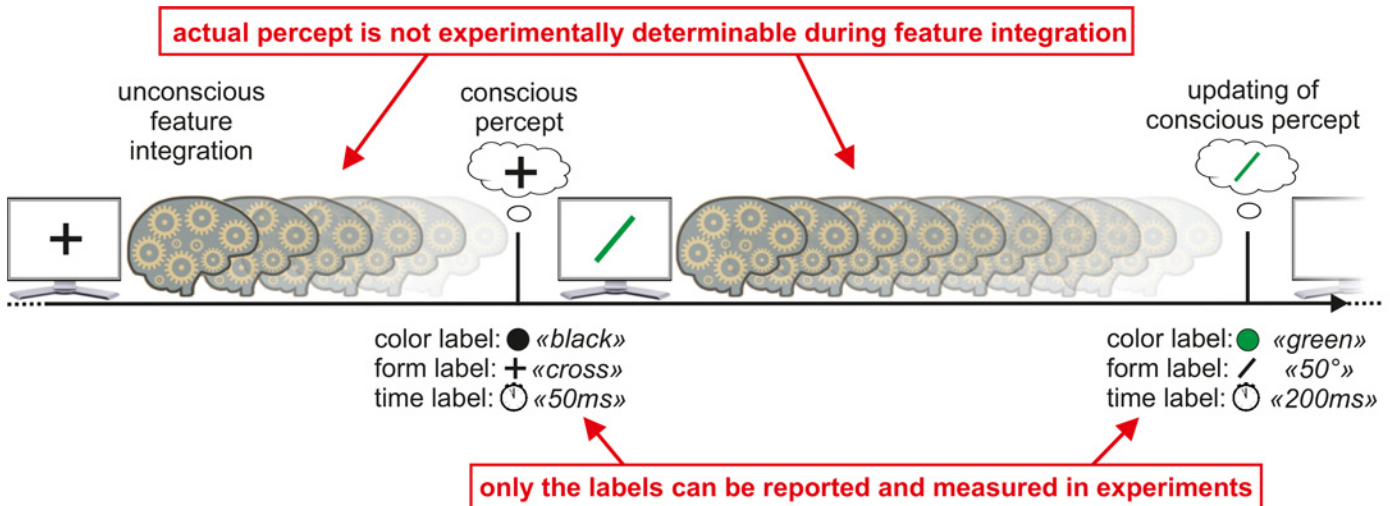 actual percept is not experimentally determinable during feature integration
unconscious
feature
integration
conscious
percept
updating of
conscious percept
color label: «black»
form label: «cross»
time label: «50ms»
color label: «green»
form label: «50°»
time label: «200ms»
only the labels can be reported and measured in experiments